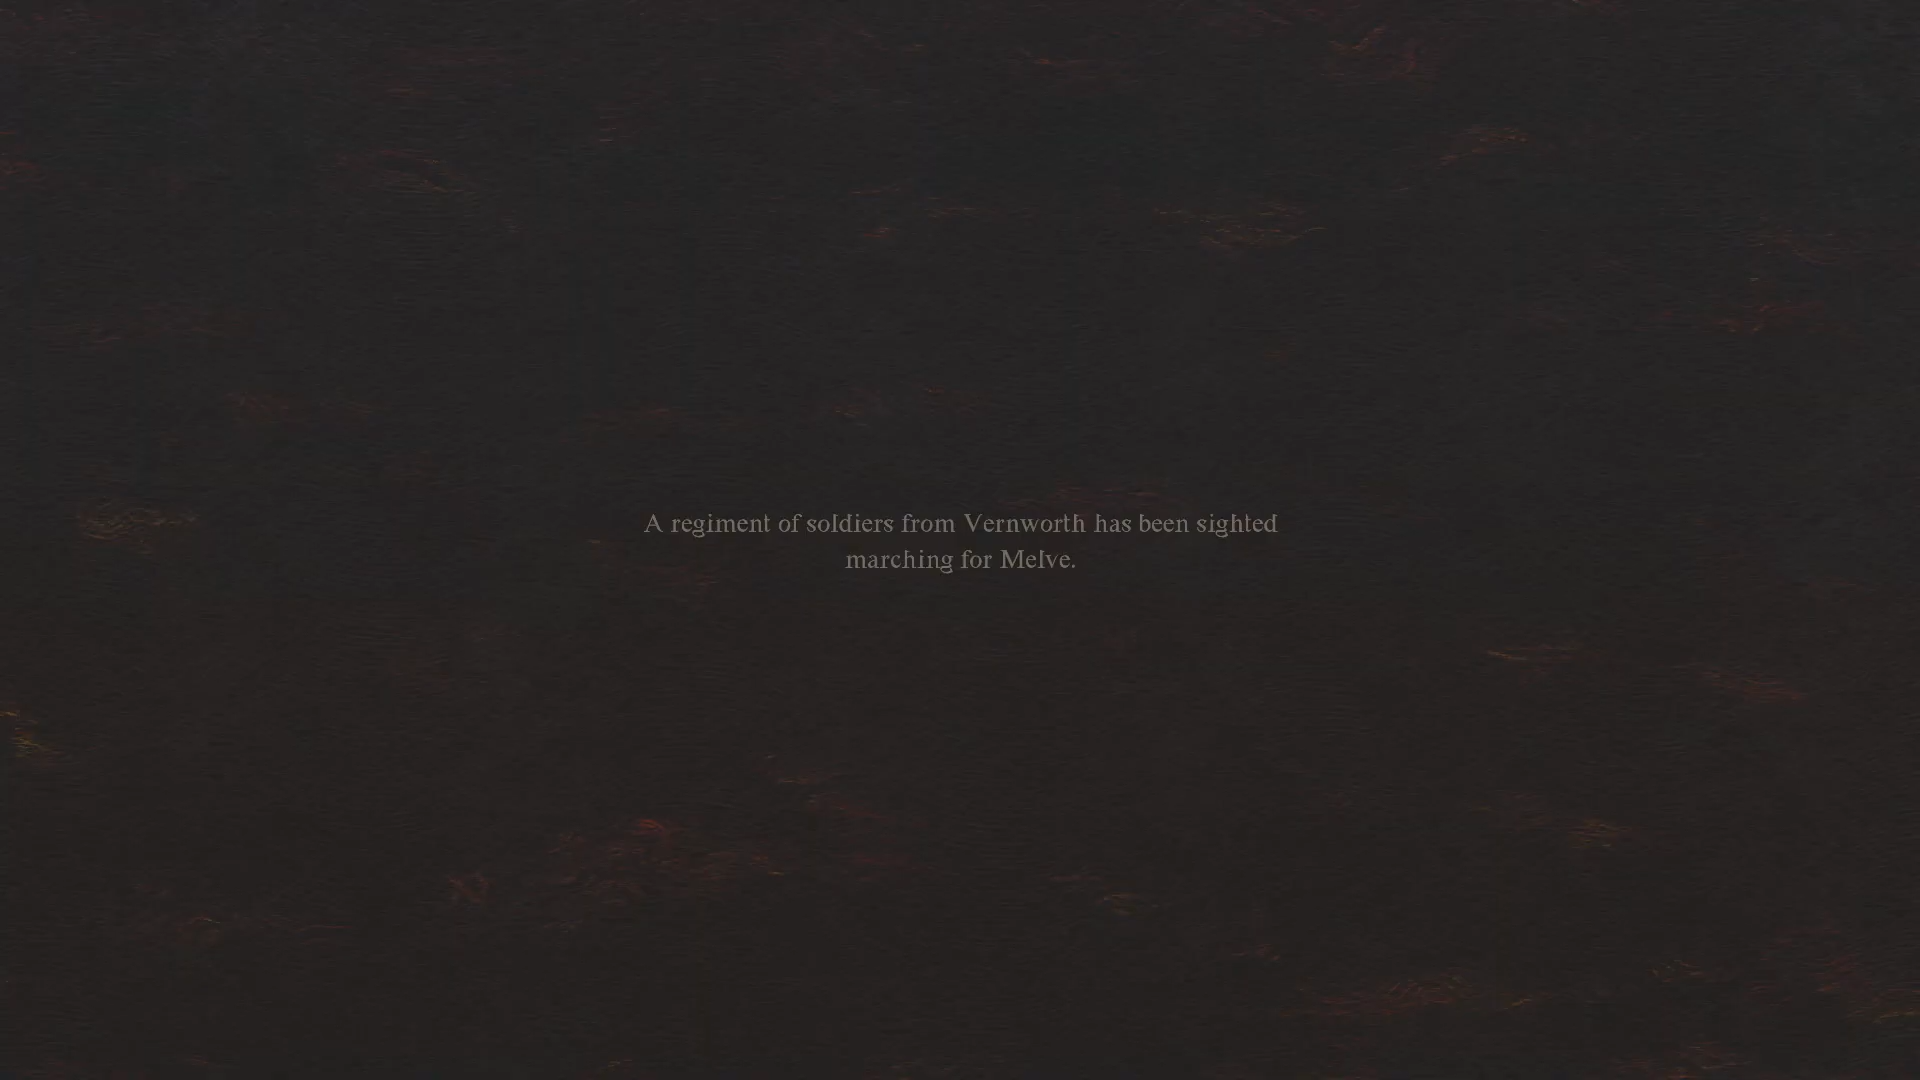 A regiment of soldiers from Vernworth has been sighted
marching for Melve.